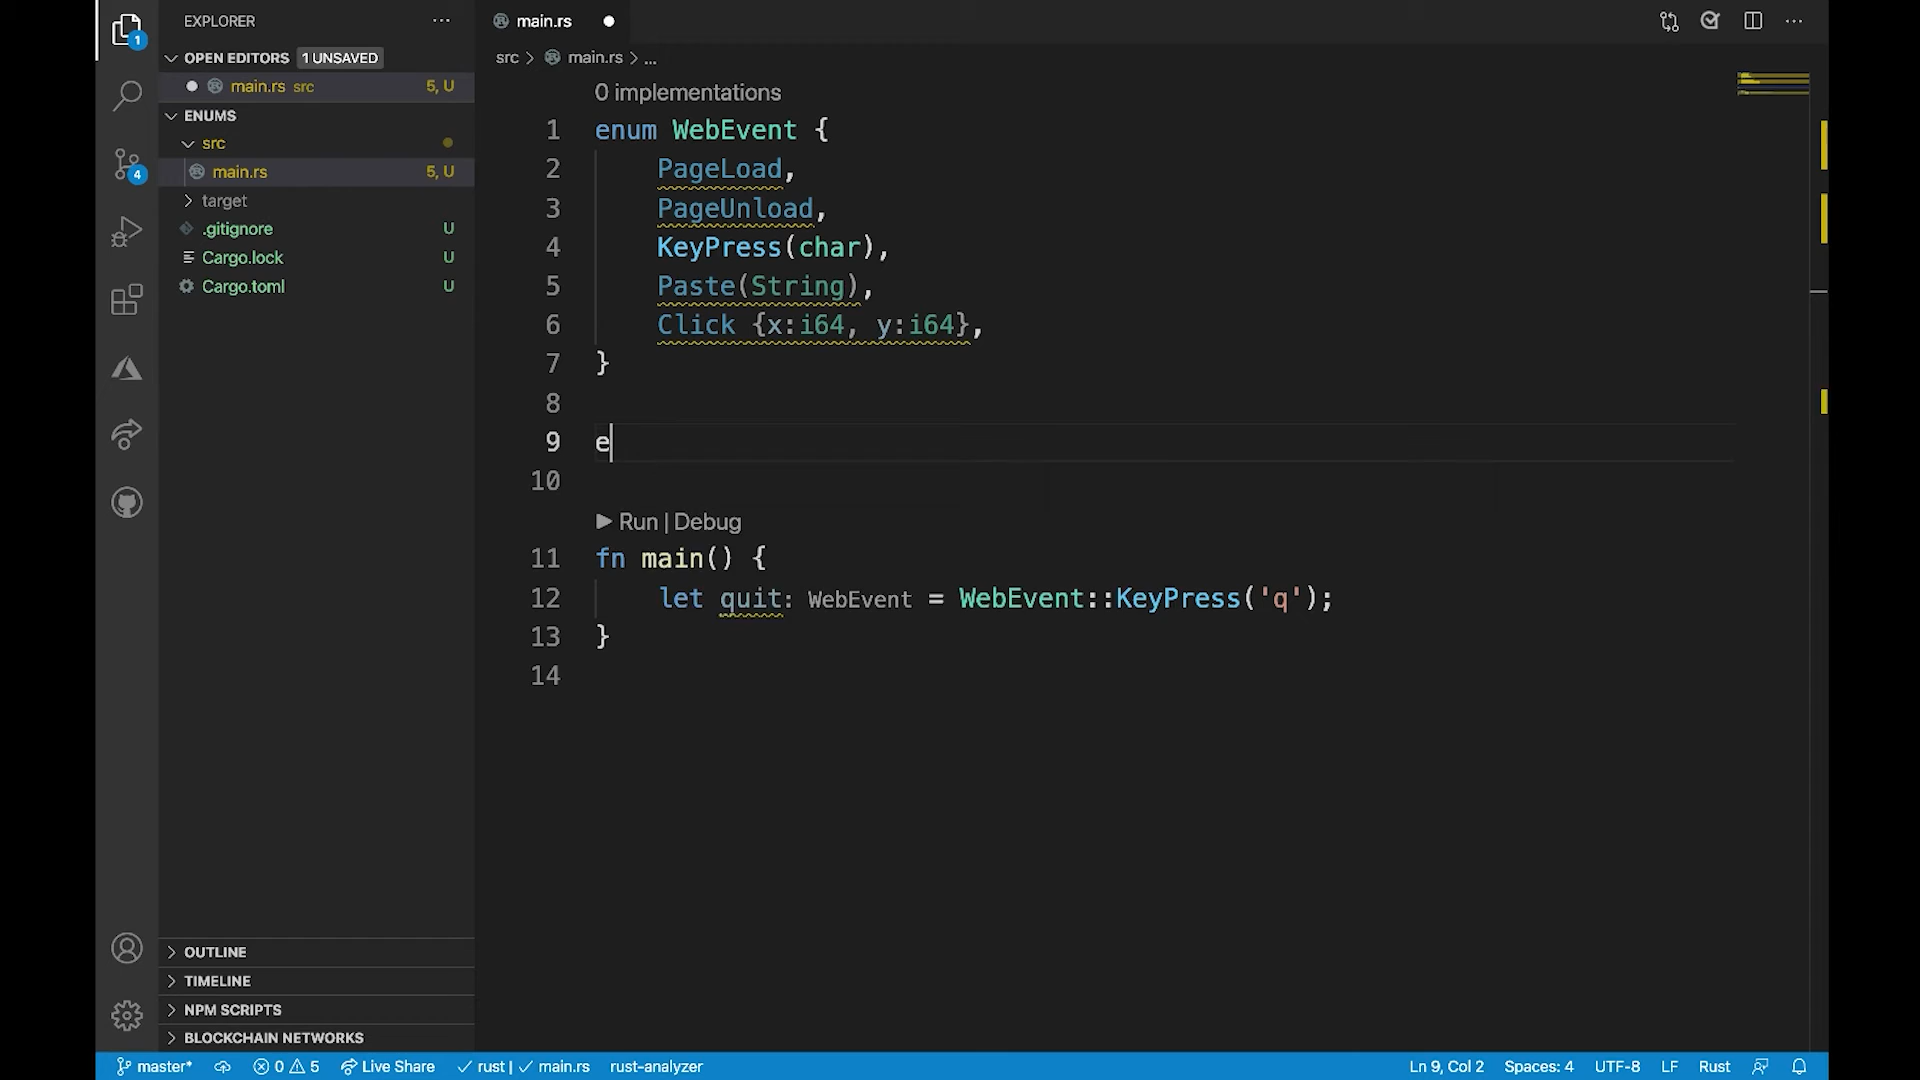 EXPLORER
OPEN EDITORS 1 UNSAVED
main.rs src 5, U
ENUMS
src
main.rs 5, U
target
.gitignore U
Cargo.lock U
Cargo.toml U
OUTLINE
TIMELINE
NPM SCRIPTS
BLOCKCHAIN NETWORKS
1
4
main.rs
src > main.rs > ...
0 implementations
1 enum WebEvent {
2 PageLoad,
3 PageUnload,
4 KeyPress(char),
5 Paste(String),
6 Click {x:i64, y:i64},
7 }
8
9 e
10
Run | Debug
11 fn main() {
12 let quit: WebEvent = WebEvent::KeyPress('q');
13 }
14
master* 0 5 Live Share rust | main.rs rust-analyzer Ln 9, Col 2 Spaces: 4 UTF-8 LF Rust